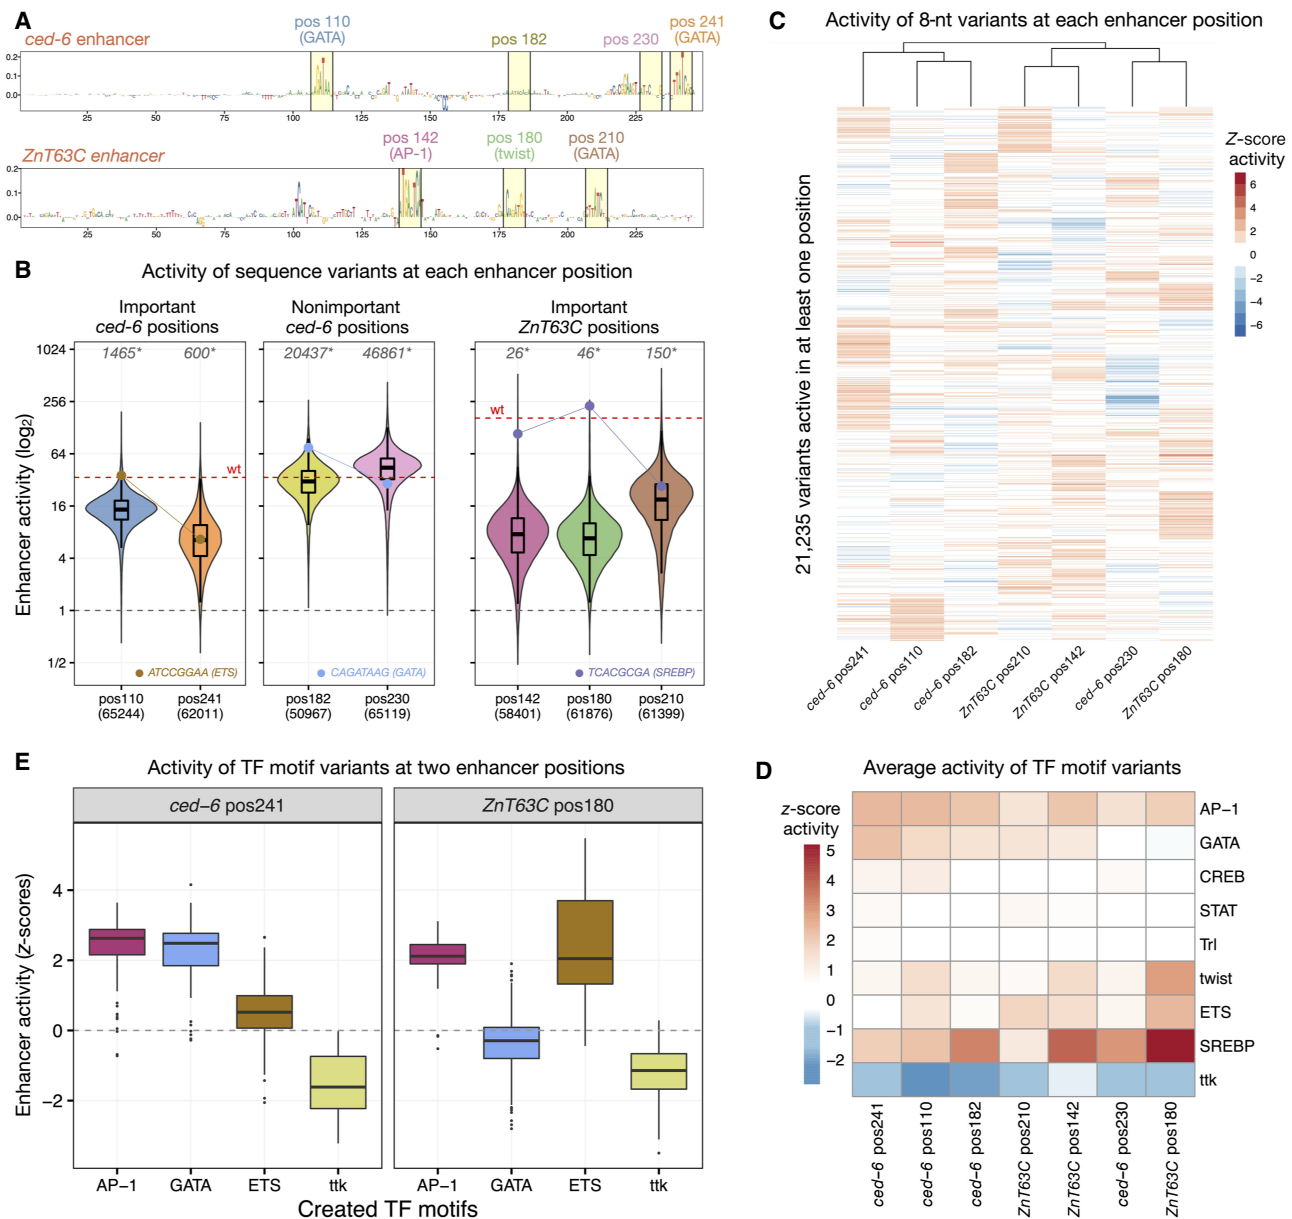 A
ced-6 enhancer
pos 110
(GATA)
pos 182
pos 230
pos 241
(GATA)
0.2
0.1
0.0
25 50 75 100 125 150 175 200 225
ZnT63C enhancer
pos 142
(AP-1)
pos 180
(twist)
pos 210
(GATA)
0.2
0.1
0.0
25 50 75 100 125 150 175 200 225
B
Activity of sequence variants at each enhancer position
Important
ced-6 positions
Nonimportant
ced-6 positions
Important
ZnT63C positions
Enhancer activity (log2)
1024
256
64
16
4
1
1/2
1465* 600*
20437* 46861*
26* 46* 150*
wt
wt
ATCCGGAA (ETS)
CAGATAAG (GATA)
TCACGCGA (SREBP)
pos110 pos241 pos182 pos230 pos142 pos180 pos210
(65244) (62011) (50967) (65119) (58401) (61876) (61399)
C
Activity of 8-nt variants at each enhancer position
21,235 variants active in at least one position
Z-score
activity
6
4
2
0
−2
−4
−6
ced-6 pos241
ced-6 pos110
ced-6 pos182
ZnT63C pos210
ZnT63C pos142
ced-6 pos230
ZnT63C pos180
E
Activity of TF motif variants at two enhancer positions
ced−6 pos241
ZnT63C pos180
Enhancer activity (z-scores)
4
2
0
−2
AP−1 GATA ETS ttk
AP−1 GATA ETS ttk
Created TF motifs
D
Average activity of TF motif variants
z-score
activity
5
4
3
2
1
0
−1
−2
AP−1
GATA
CREB
STAT
Trl
twist
ETS
SREBP
ttk
ced-6 pos241
ced-6 pos110
ced-6 pos182
ZnT63C pos210
ZnT63C pos142
ced-6 pos230
ZnT63C pos180